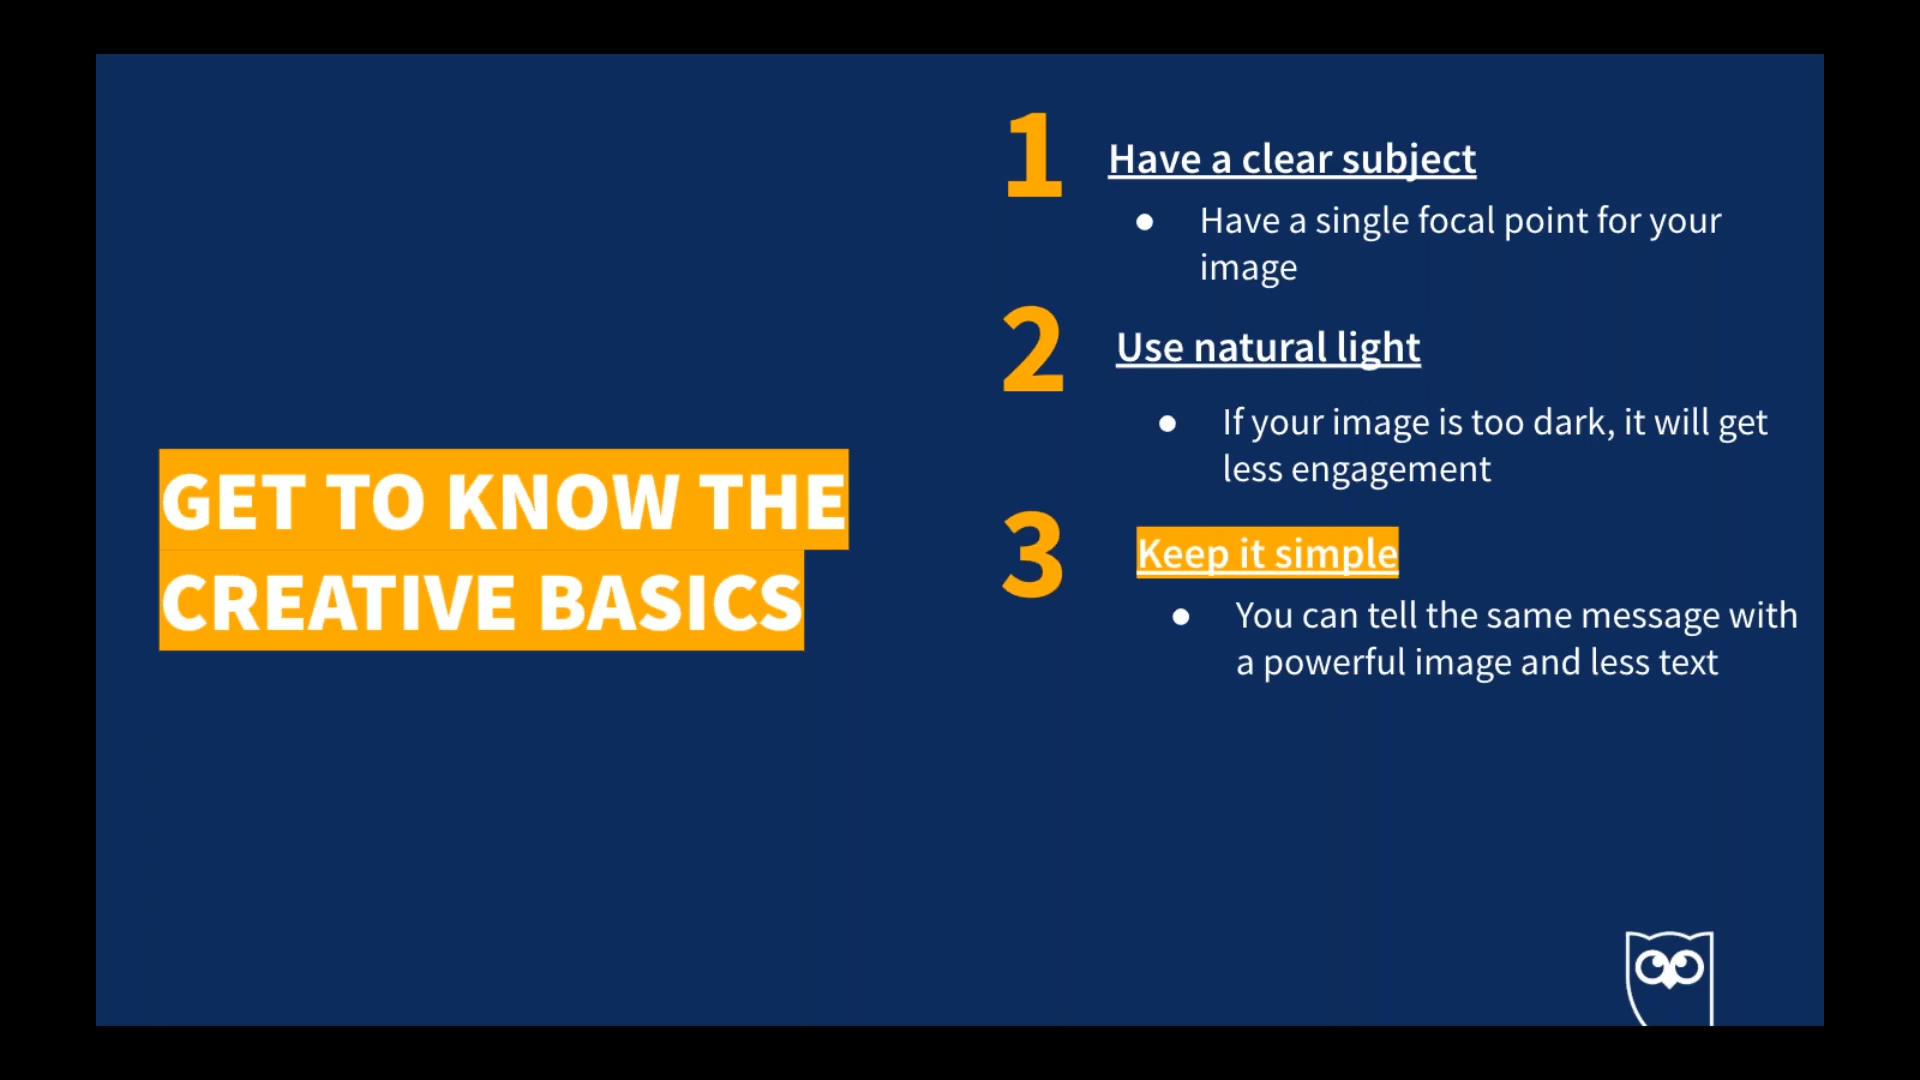 GET TO KNOW THE
CREATIVE BASICS
1
Have a clear subject
● Have a single focal point for your
image
2
Use natural light
● If your image is too dark, it will get
less engagement
3
Keep it simple
● You can tell the same message with
a powerful image and less text